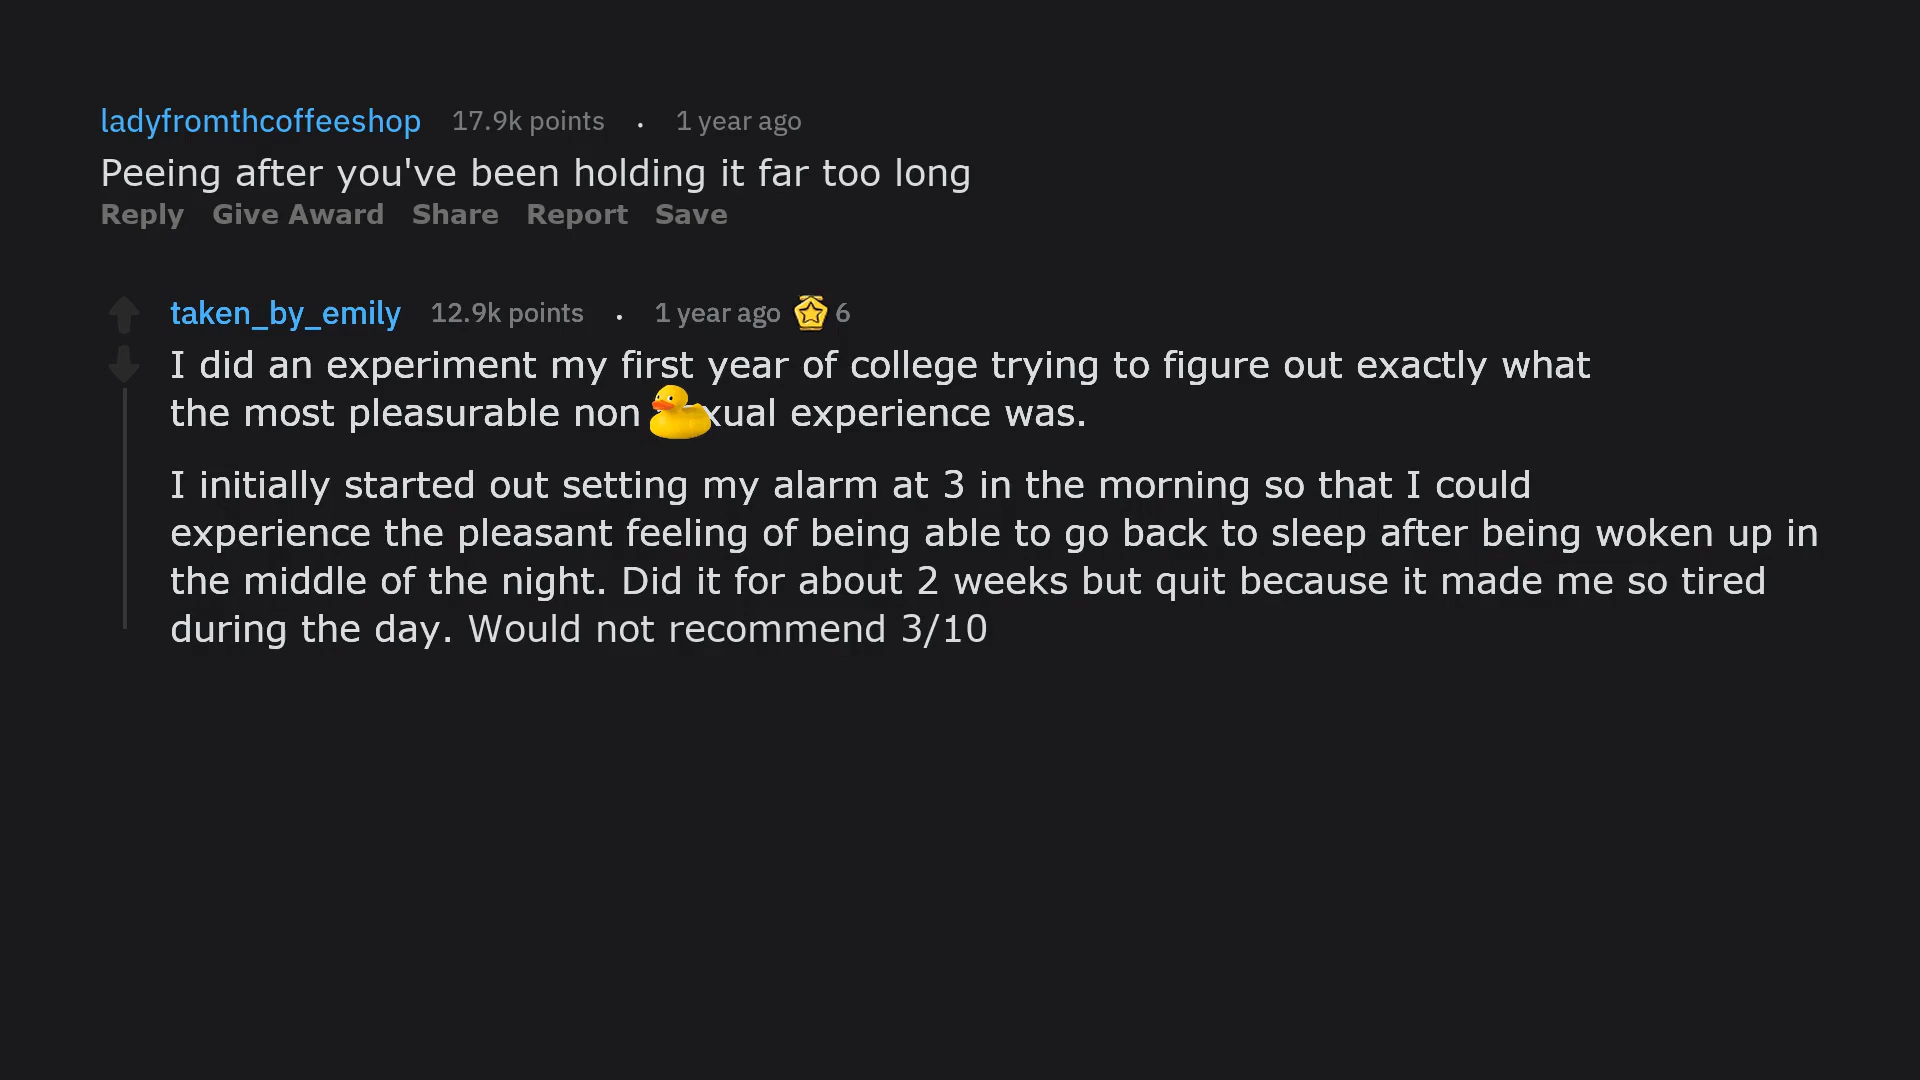 ladyfromthcoffeeshop 17.9k points . 1 year ago
Peeing after you've been holding it far too long
Reply Give Award Share Report Save
taken_by_emily 12.9k points . 1 year ago 6
I did an experiment my first year of college trying to figure out exactly what
the most pleasurable non xual experience was.
I initially started out setting my alarm at 3 in the morning so that I could
experience the pleasant feeling of being able to go back to sleep after being woken up in
the middle of the night. Did it for about 2 weeks but quit because it made me so tired
during the day. Would not recommend 3/10